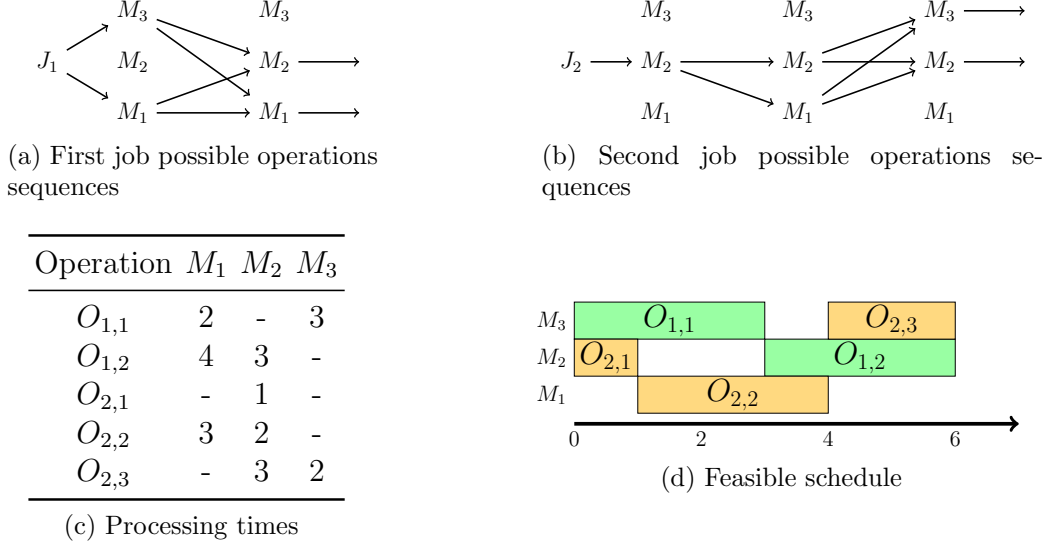 M3 M3
J1 M2 M2
M1 M1
(a) First job possible operations
sequences
M3 M3 M3
J2 M2 M2 M2
M1 M1 M1
(b) Second job possible operations se-
quences
Operation M1 M2 M3
O1,1 2 - 3
O1,2 4 3 -
O2,1 - 1 -
O2,2 3 2 -
O2,3 - 3 2
(c) Processing times
M3 O1,1 O2,3
M2 O2,1 O1,2
M1 O2,2
0 2 4 6
(d) Feasible schedule